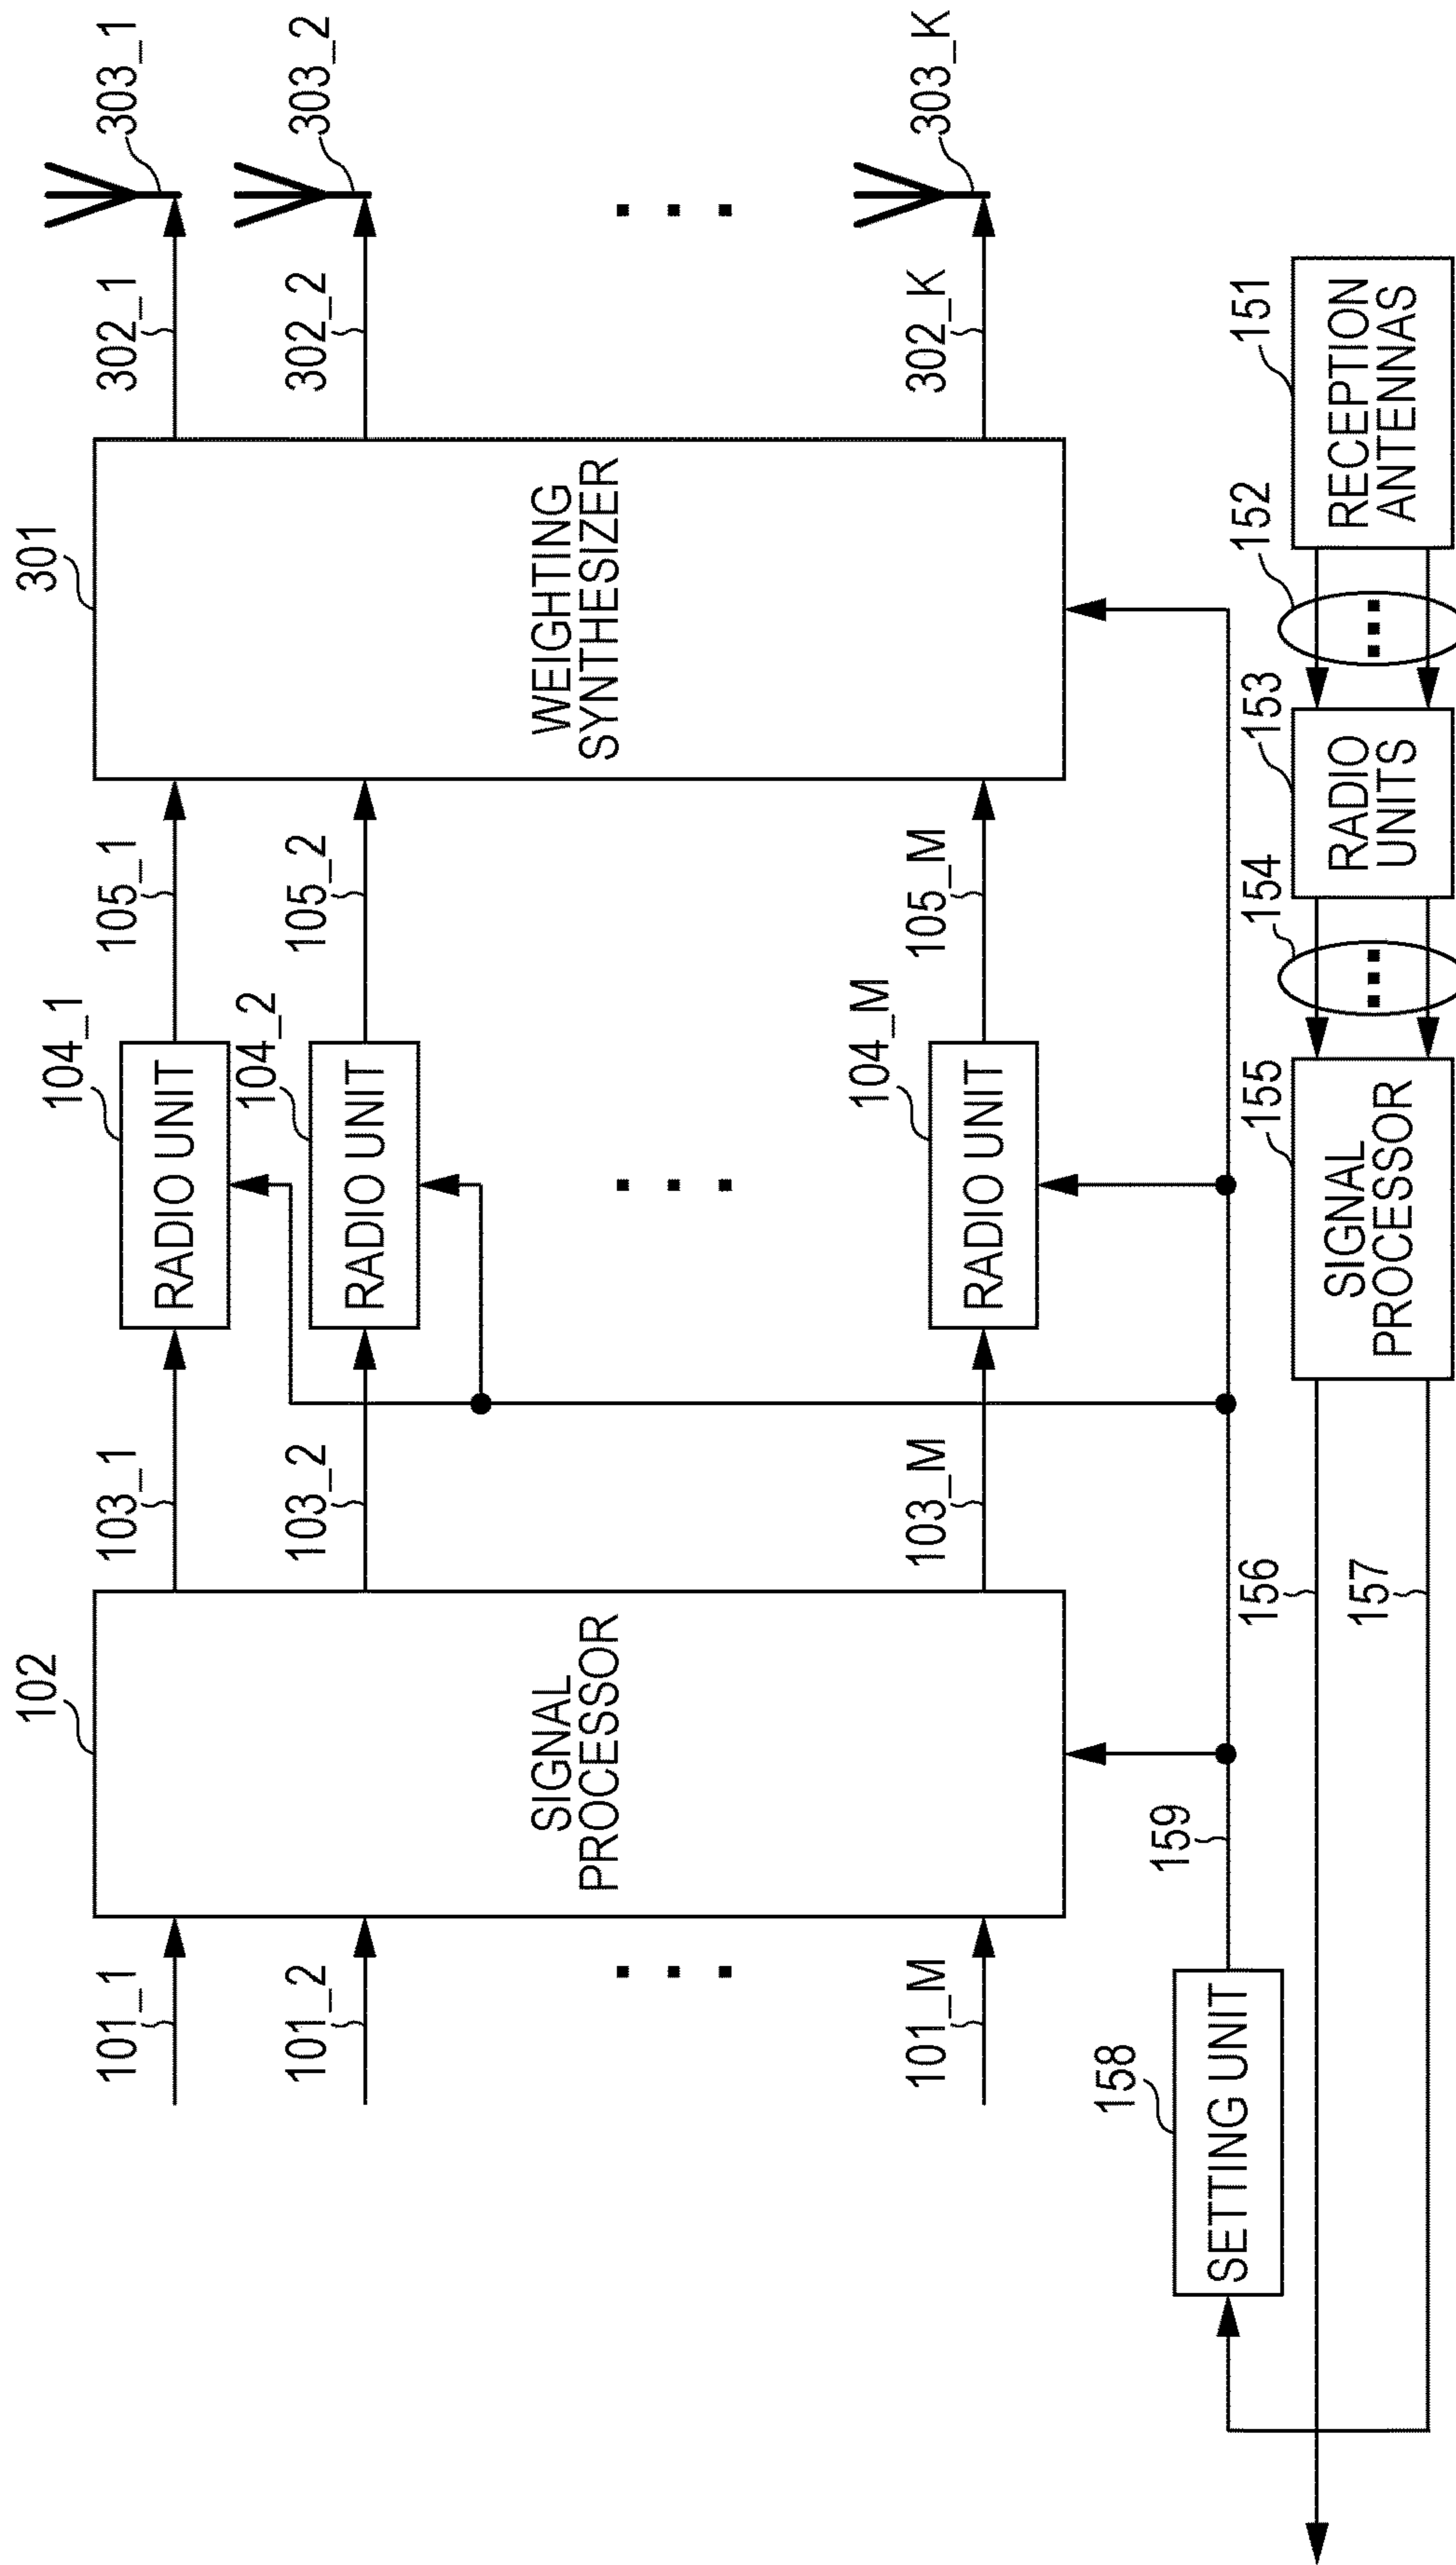 301
303_1
302_1
303_2
302_2
303_K
302_K
WEIGHTING
SYNTHESIZER
105_1
105_2
105_M
104_1
RADIO UNIT
104_2
RADIO UNIT
104_M
RADIO UNIT
103_1
103_2
103_M
102
SIGNAL
PROCESSOR
101_1
101_2
101_M
151
RECEPTION
ANTENNAS
152
153
RADIO
UNITS
154
155
SIGNAL
PROCESSOR
156
157
158
SETTING UNIT
159